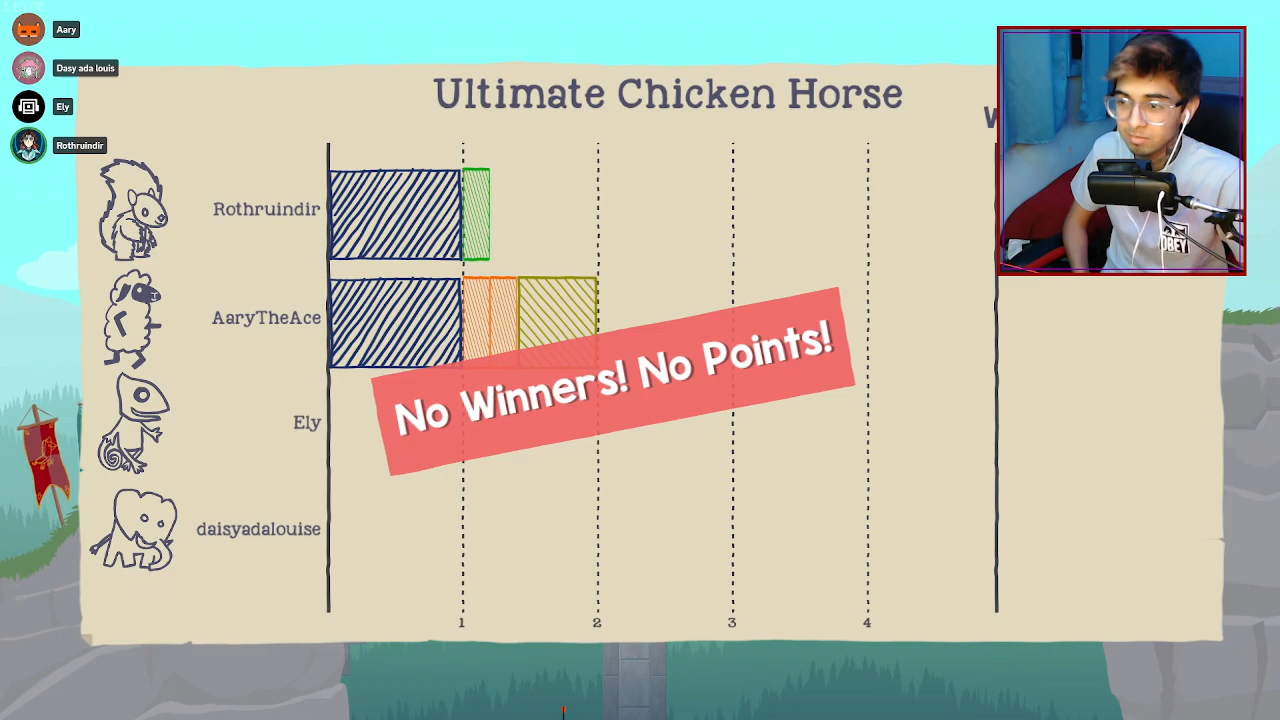 Aary
Dasy ada louis
Ely
Rothruindir
Ultimate Chicken Horse
W
Rothruindir
AaryTheAce
No Winners! No Points!
Ely
daisyadalouise
1 2 3 4
OBEY